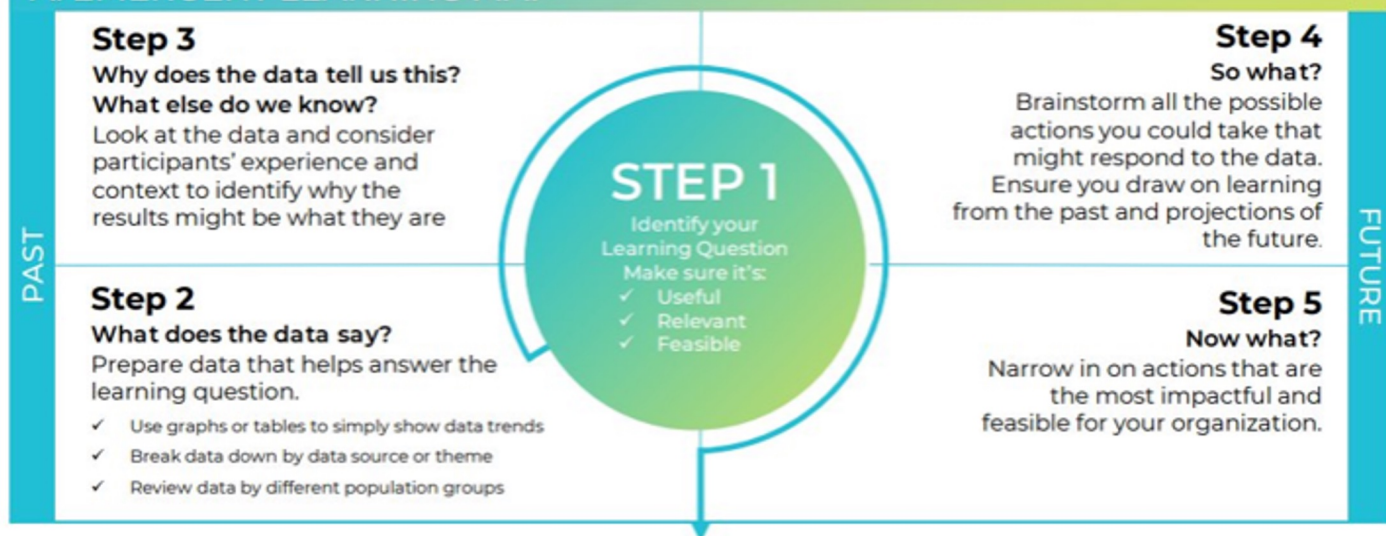 PAST
Step 3
Why does the data tell us this?
What else do we know?
Look at the data and consider
participants' experience and
context to identify why the
results might be what they are
Step 2
What does the data say?
Prepare data that helps answer the
learning question.
✓ Use graphs or tables to simply show data trends
✓ Break data down by data source or theme
✓ Review data by different population groups
STEP 1
Identify your
Learning Question
Make sure it's:
✓ Useful
✓ Relevant
✓ Feasible
Step 4
So what?
Brainstorm all the possible
actions you could take that
might respond to the data.
Ensure you draw on learning
from the past and projections of
the future.
Step 5
Now what?
Narrow in on actions that are
the most impactful and
feasible for your organization.
FUTURE